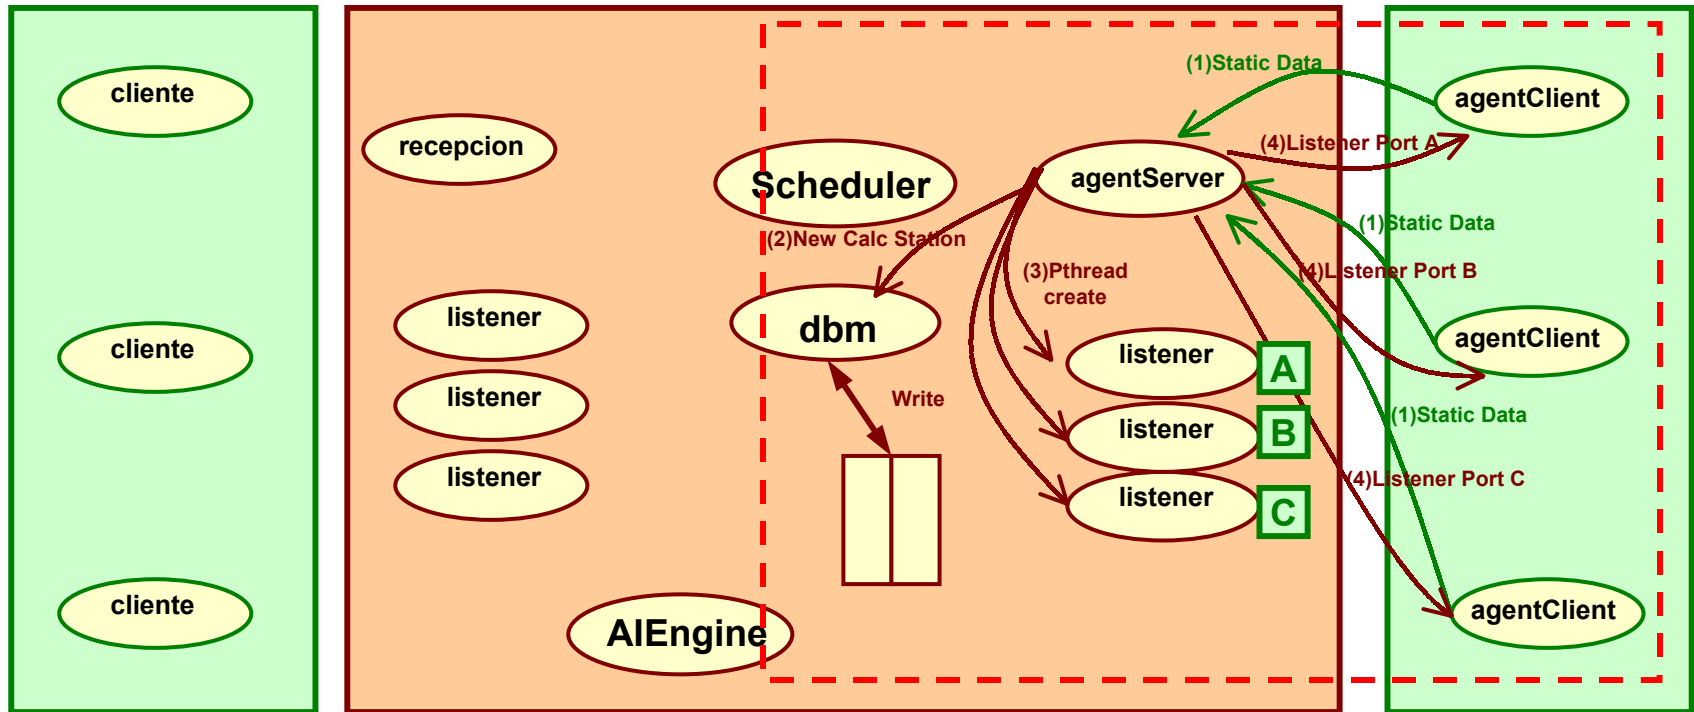 cliente
cliente
cliente
recepcion
Scheduler
(2)New Calc Station
dbm
Write
listener
listener
listener
AIEngine
agentServer
(3)Pthread
create
listener
A
listener
B
listener
C
(1)Static Data
(4)Listener Port A
(1)Static Data
(4)Listener Port B
(1)Static Data
(4)Listener Port C
agentClient
agentClient
agentClient